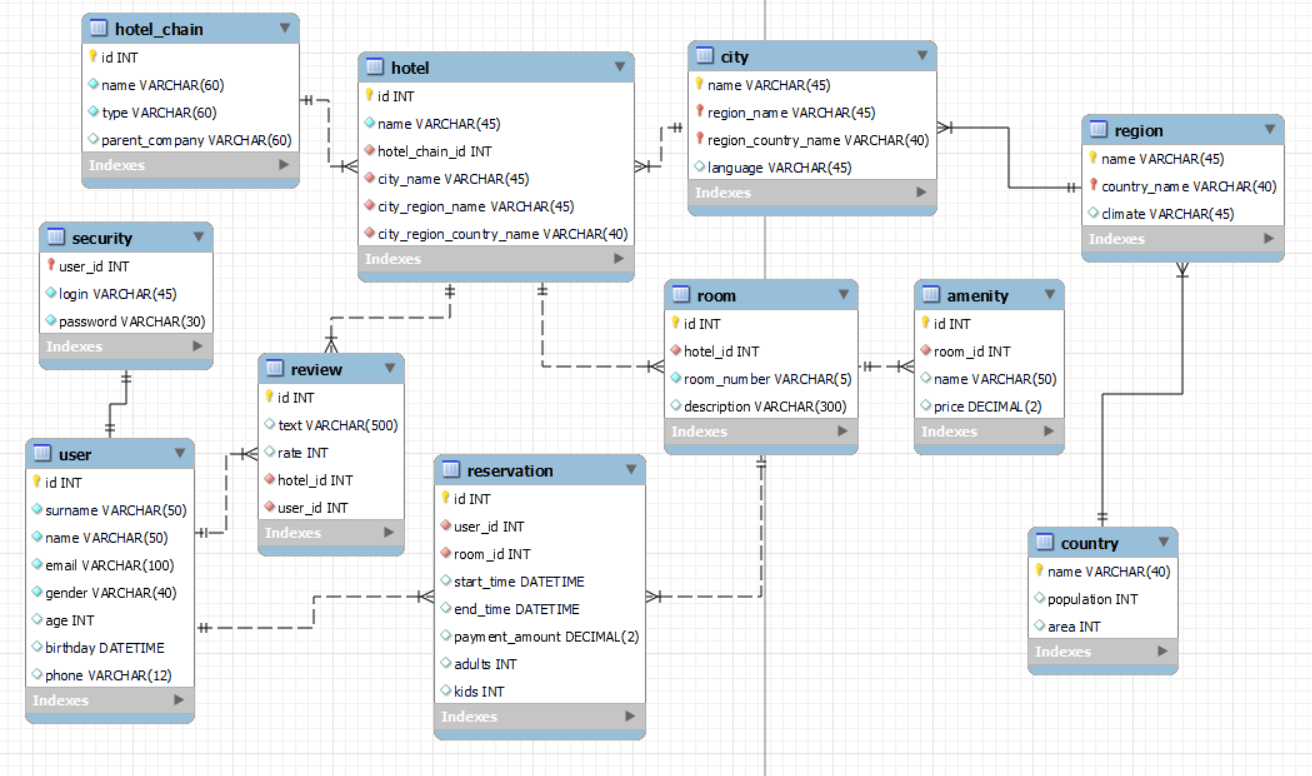 hotel_chain
id INT
name VARCHAR(60)
type VARCHAR(60)
parent_company VARCHAR(60)
Indexes
hotel
id INT
name VARCHAR(45)
hotel_chain_id INT
city_name VARCHAR(45)
city_region_name VARCHAR(45)
city_region_country_name VARCHAR(40)
Indexes
city
name VARCHAR(45)
region_name VARCHAR(45)
region_country_name VARCHAR(40)
language VARCHAR(45)
Indexes
region
name VARCHAR(45)
country_name VARCHAR(40)
climate VARCHAR(45)
Indexes
security
user_id INT
login VARCHAR(45)
password VARCHAR(30)
Indexes
room
id INT
hotel_id INT
room_number VARCHAR(5)
description VARCHAR(300)
Indexes
amenity
id INT
room_id INT
name VARCHAR(50)
price DECIMAL(2)
Indexes
review
id INT
text VARCHAR(500)
rate INT
hotel_id INT
user_id INT
Indexes
user
id INT
surname VARCHAR(50)
name VARCHAR(50)
email VARCHAR(100)
gender VARCHAR(40)
age INT
birthday DATETIME
phone VARCHAR(12)
Indexes
reservation
id INT
user_id INT
room_id INT
start_time DATETIME
end_time DATETIME
payment_amount DECIMAL(2)
adults INT
kids INT
Indexes
country
name VARCHAR(40)
population INT
area INT
Indexes